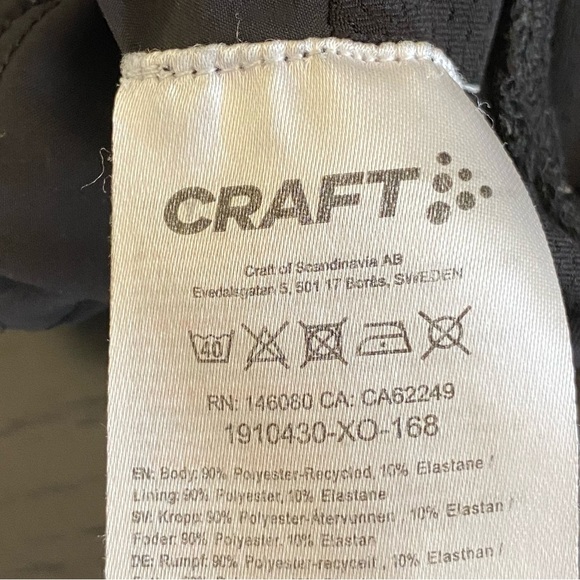 CRAFT
Craft of Scandinavia AB
Evedalsgatan 5, 501 17 Borås, SWEDEN
40
RN: 146080 CA: CA62249
1910430-XO-168
EN: Body: 90% Polyester-Recycled, 10% Elastane /
Lining: 90% Polyester, 10% Elastane
SV: Kropp: 90% Polyester-Återvunnen, 10% Elastan /
Foder: 90% Polyester, 10% Elastan
DE: Rumpf: 90% Polyester-recycelt, 10% Elasthan /